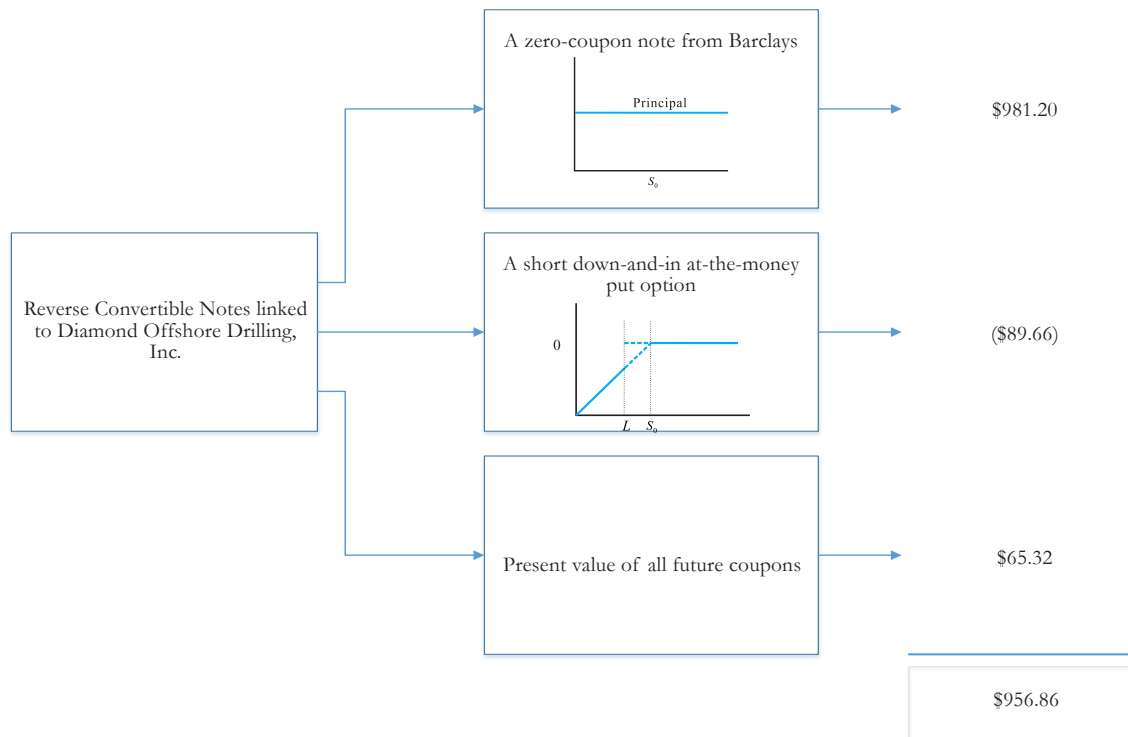 A zero-coupon note from Barclays
Principal
S₀
$981.20
Reverse Convertible Notes linked
to Diamond Offshore Drilling,
Inc.
A short down-and-in at-the-money
put option
0
L S₀
($89.66)
Present value of all future coupons
$65.32
$956.86